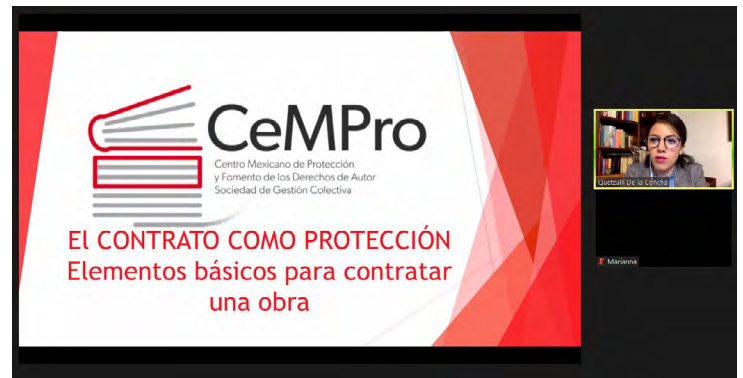 CeMPro
Centro Mexicano de Protección
y Fomento de los Derechos de Autor
Sociedad de Gestión Colectiva
El CONTRATO COMO PROTECCIÓN
Elementos básicos para contratar
una obra
Quetzalli De la Concha
Marianna